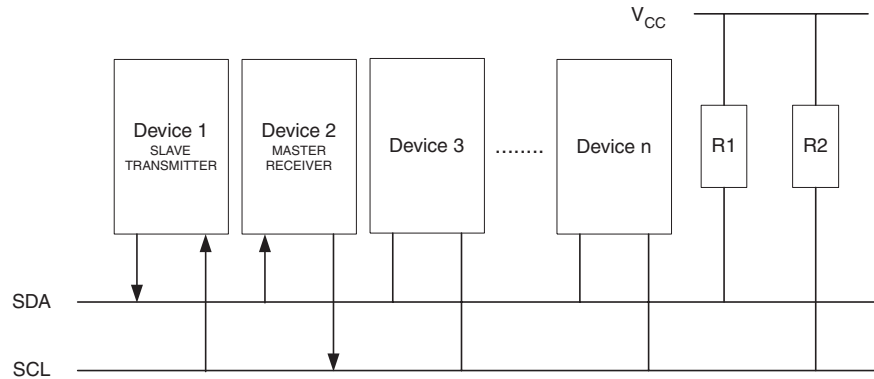 V_CC
Device 1
SLAVE
TRANSMITTER
Device 2
MASTER
RECEIVER
Device 3
........
Device n
R1
R2
SDA
SCL